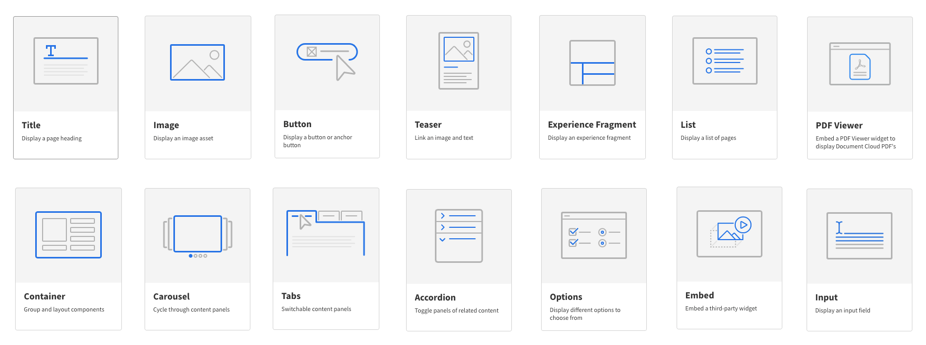 Title
Display a page heading
Image
Display an image asset
Button
Display a button or anchor
button
Teaser
Link an image and text
Experience Fragment
Display an experience fragment
List
Display a list of pages
PDF Viewer
Embed a PDF Viewer widget to
display Document Cloud PDF's
Container
Group and layout components
Carousel
Cycle through content panels
Tabs
Switchable content panels
Accordion
Toggle panels of related content
Options
Display different options to
choose from
Embed
Embed a third-party widget
Input
Display an input field